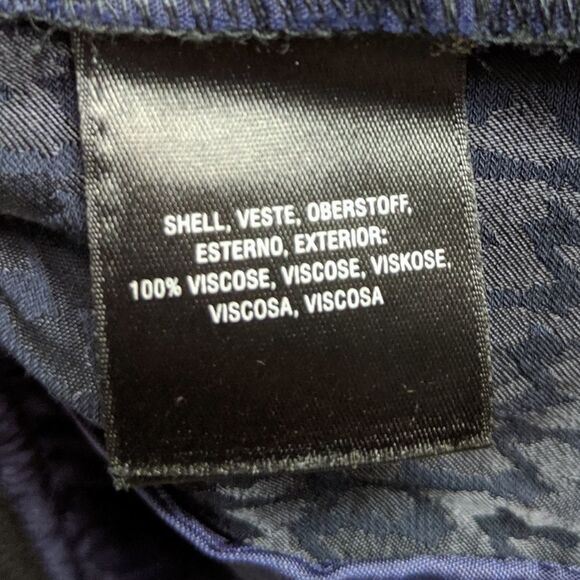 SHELL, VESTE, OBERSTOFF,
ESTERNO, EXTERIOR:
100% VISCOSE, VISCOSE, VISKOSE,
VISCOSA, VISCOSA